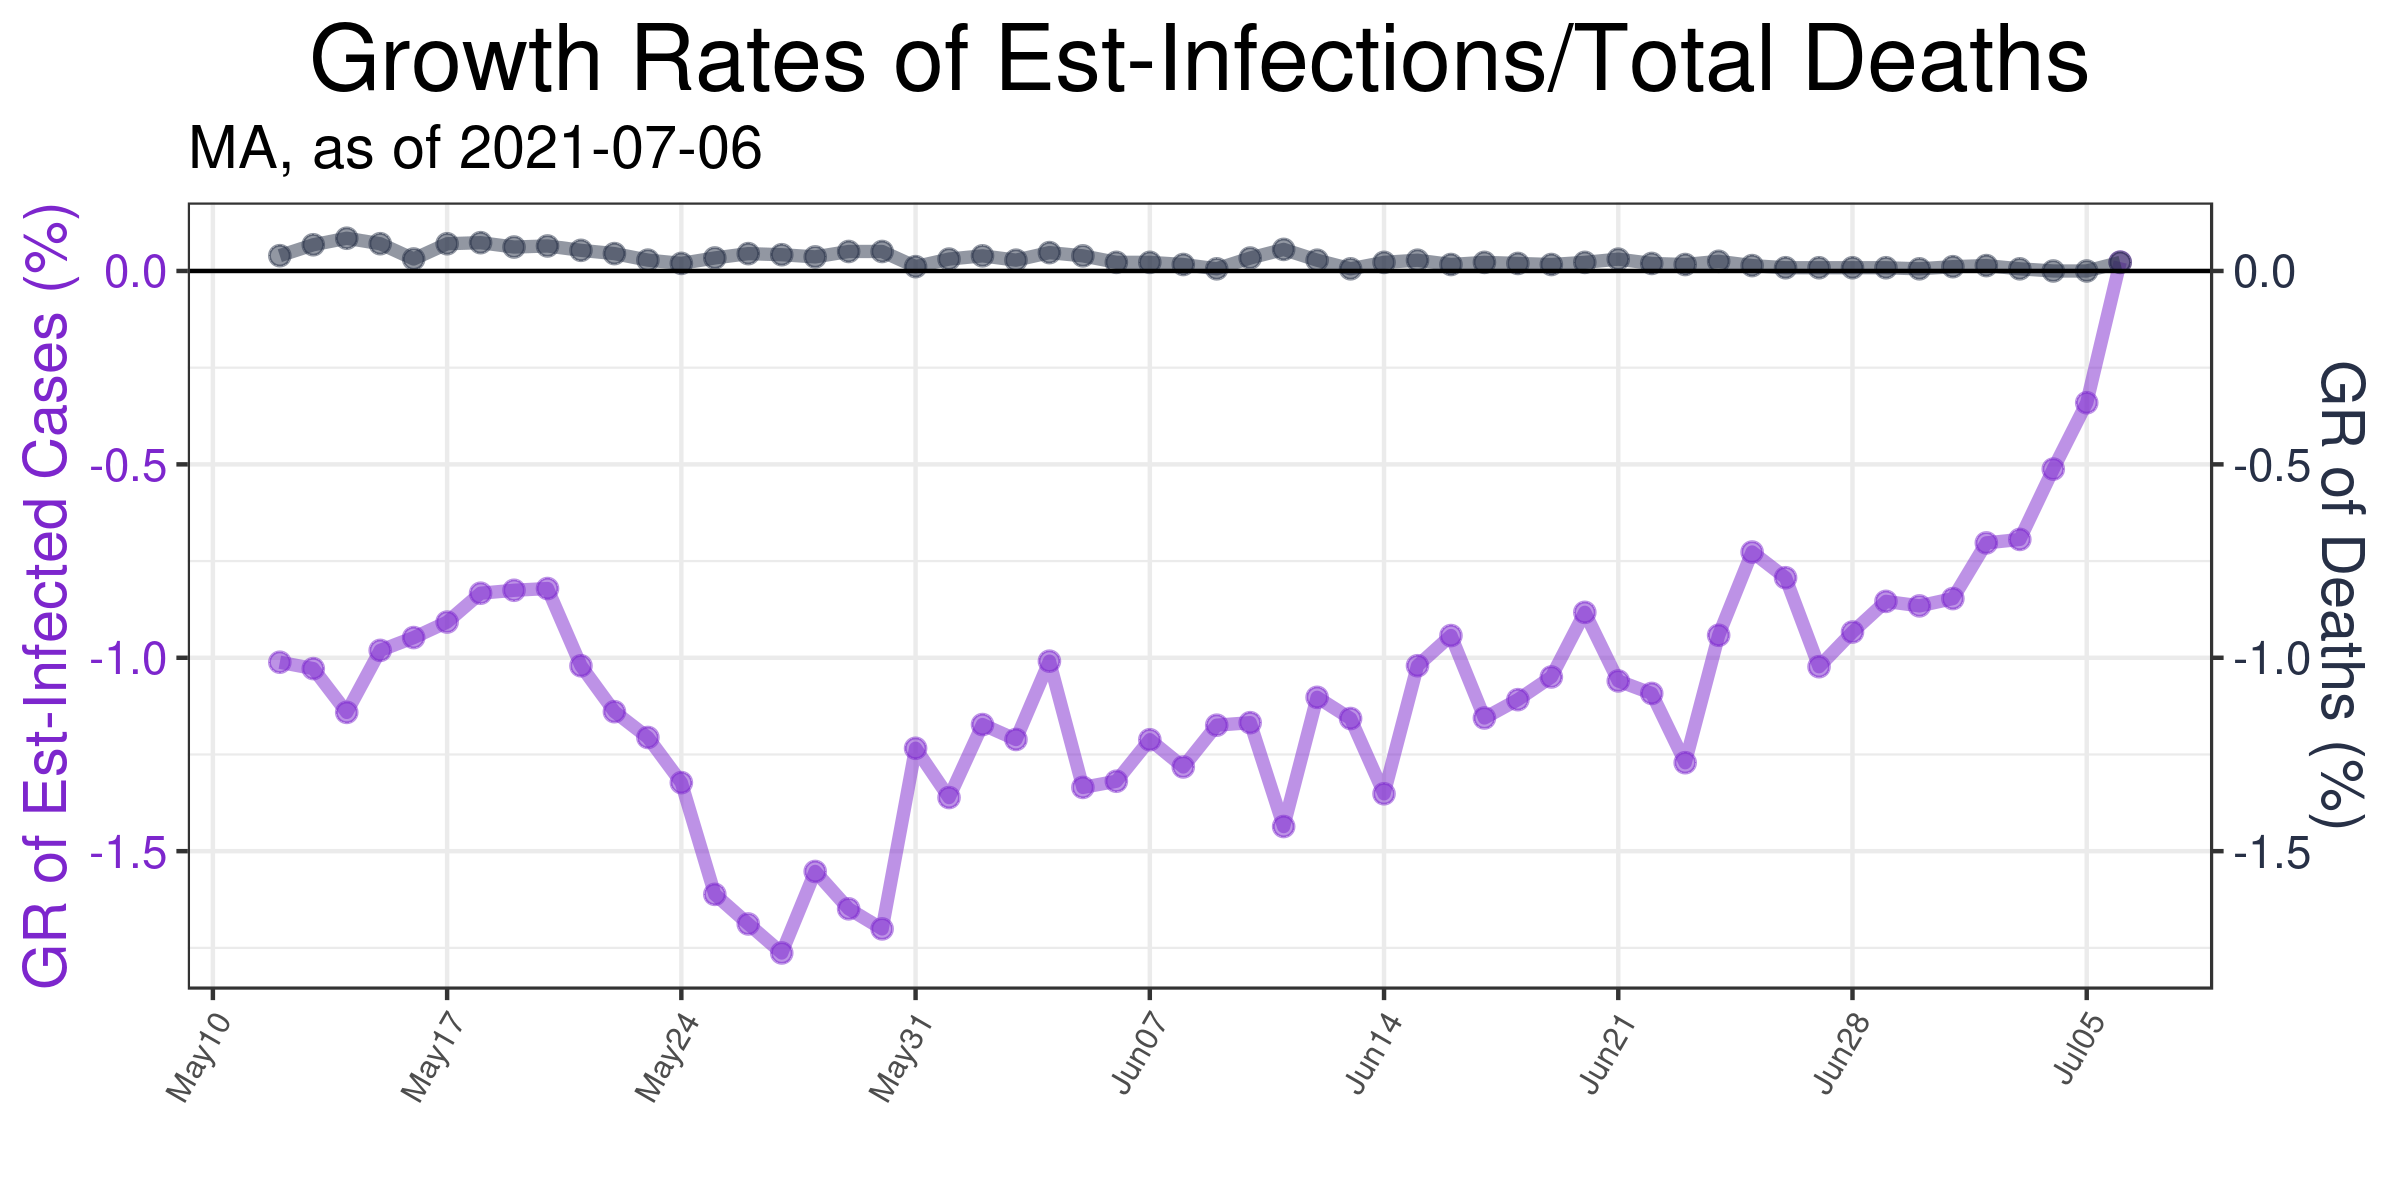 Growth Rates of Est-Infections/Total Deaths
MA, as of 2021-07-06
GR of Est-Infected Cases (%)
0.0
-0.5
-1.0
-1.5
0.0
-0.5
-1.0
-1.5
GR of Deaths (%)
May10
May17
May24
May31
Jun07
Jun14
Jun21
Jun28
Jul05